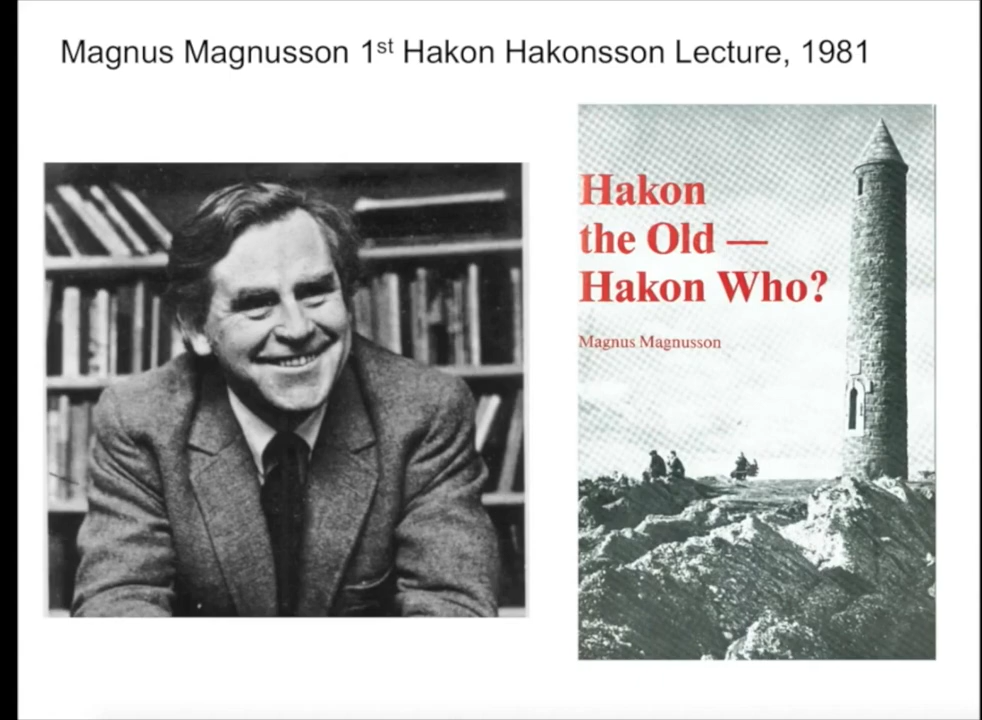 Magnus Magnusson 1st Hakon Hakonsson Lecture, 1981
Hakon
the Old —
Hakon Who?
Magnus Magnusson